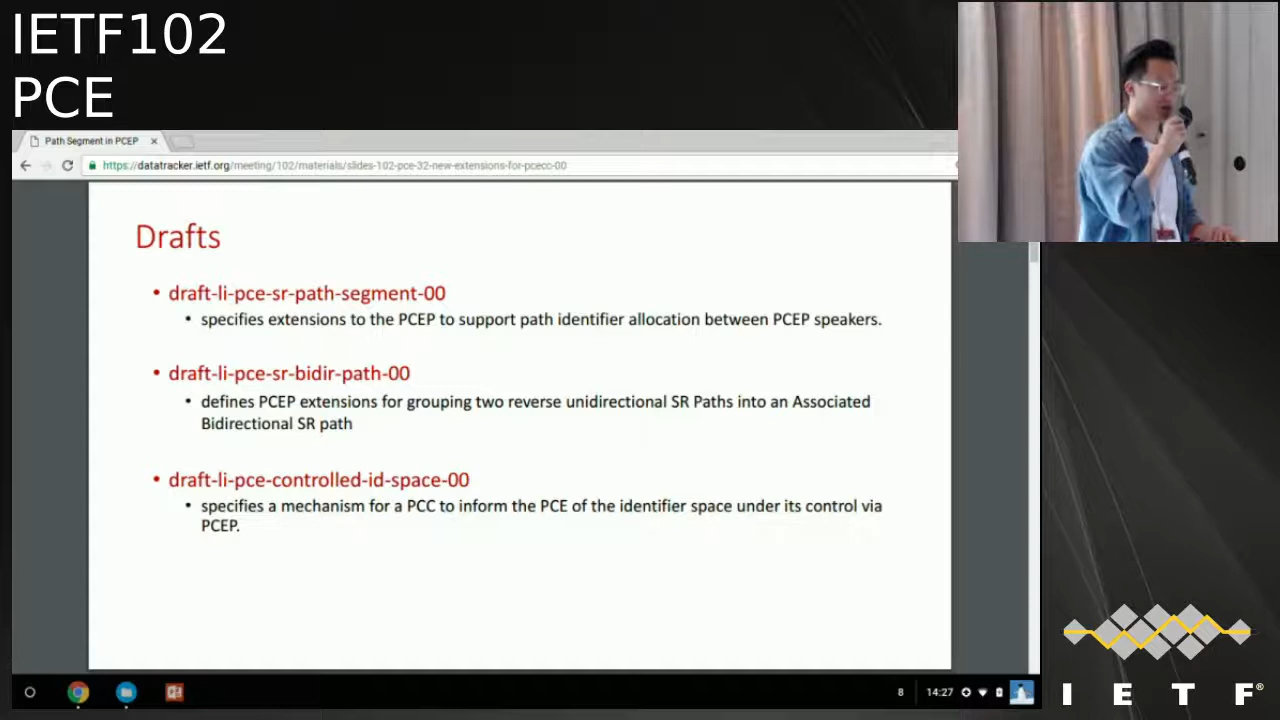 IETF102
PCE
Path Segment in PCEP
https://datatracker.ietf.org/meeting/102/materials/slides-102-pce-32-new-extensions-for-pcecc-00
Drafts
• draft-li-pce-sr-path-segment-00
• specifies extensions to the PCEP to support path identifier allocation between PCEP speakers.
• draft-li-pce-sr-bidir-path-00
• defines PCEP extensions for grouping two reverse unidirectional SR Paths into an Associated
Bidirectional SR path
• draft-li-pce-controlled-id-space-00
• specifies a mechanism for a PCC to inform the PCE of the identifier space under its control via
PCEP.
8 14:27
I E T F®